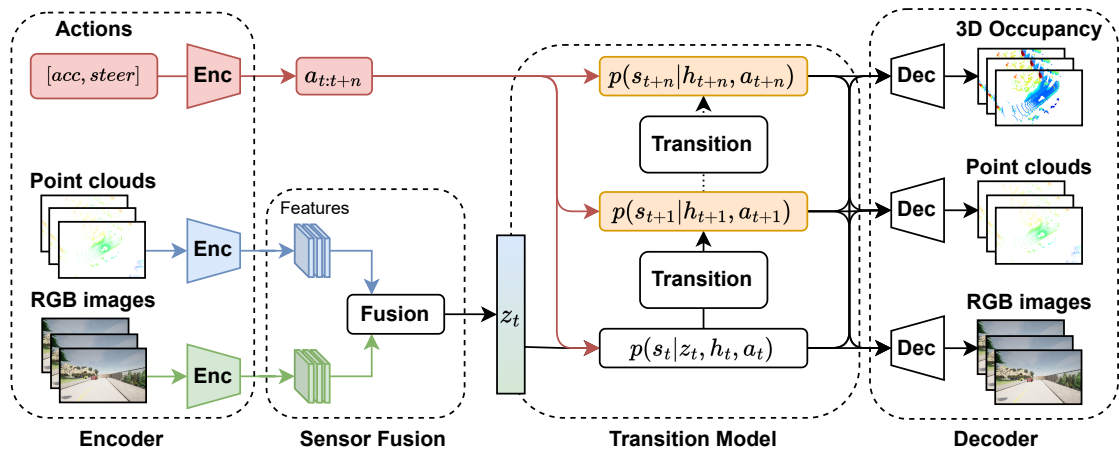 Actions
[acc, steer]
Enc
a_{t:t+n}
Point clouds
Enc
RGB images
Enc
Encoder
Features
Fusion
Sensor Fusion
z_t
p(s_{t+n}|h_{t+n}, a_{t+n})
Transition
p(s_{t+1}|h_{t+1}, a_{t+1})
Transition
p(s_t|z_t, h_t, a_t)
Transition Model
3D Occupancy
Dec
Point clouds
Dec
RGB images
Dec
Decoder